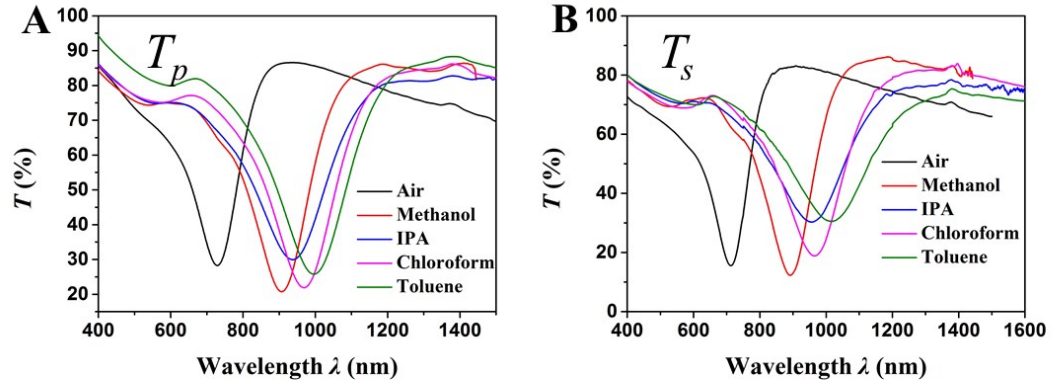 A
T_p
100
90
80
70
60
50
40
30
20
T (%)
Air
Methanol
IPA
Chloroform
Toluene
400 600 800 1000 1200 1400
Wavelength λ (nm)
B
T_s
100
80
60
40
20
0
T (%)
Air
Methanol
IPA
Chloroform
Toluene
400 600 800 1000 1200 1400 1600
Wavelength λ (nm)